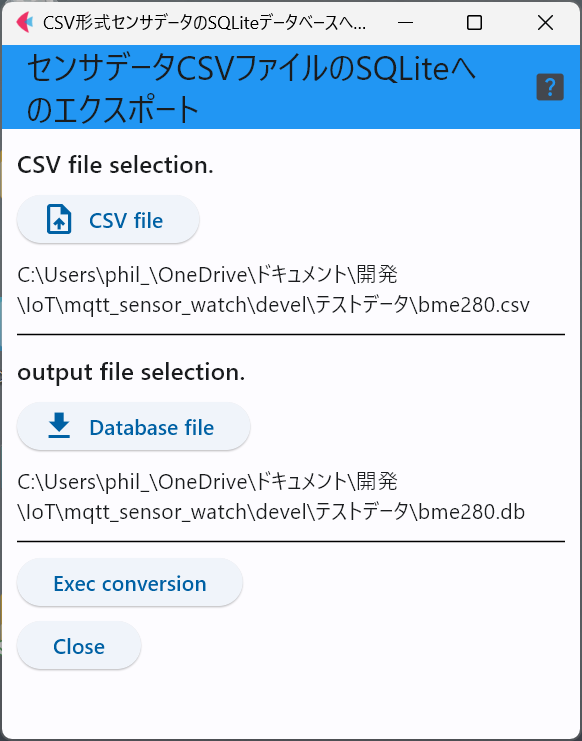 CSV形式センサデータのSQLiteデータベースへ...
センサデータCSVファイルのSQLiteへ
のエクスポート
?
CSV file selection.
CSV file
C:\Users\phil_\OneDrive\ドキュメント\開発
\IoT\mqtt_sensor_watch\devel\テストデータ\bme280.csv
output file selection.
Database file
C:\Users\phil_\OneDrive\ドキュメント\開発
\IoT\mqtt_sensor_watch\devel\テストデータ\bme280.db
Exec conversion
Close